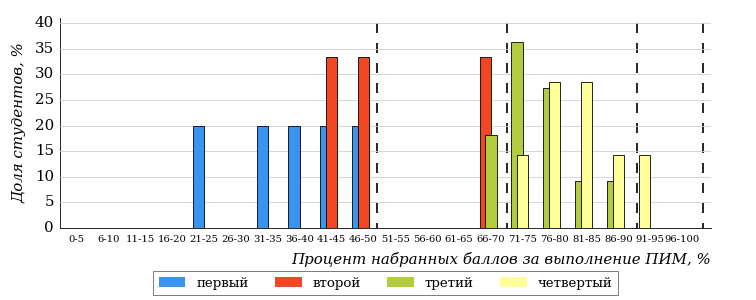 40
35
30
25
20
15
10
5
0
Доля студентов, %
0-5 6-10 11-15 16-20 21-25 26-30 31-35 36-40 41-45 46-50 51-55 56-60 61-65 66-70 71-75 76-80 81-85 86-90 91-95 96-100
Процент набранных баллов за выполнение ПИМ, %
первый второй третий четвертый